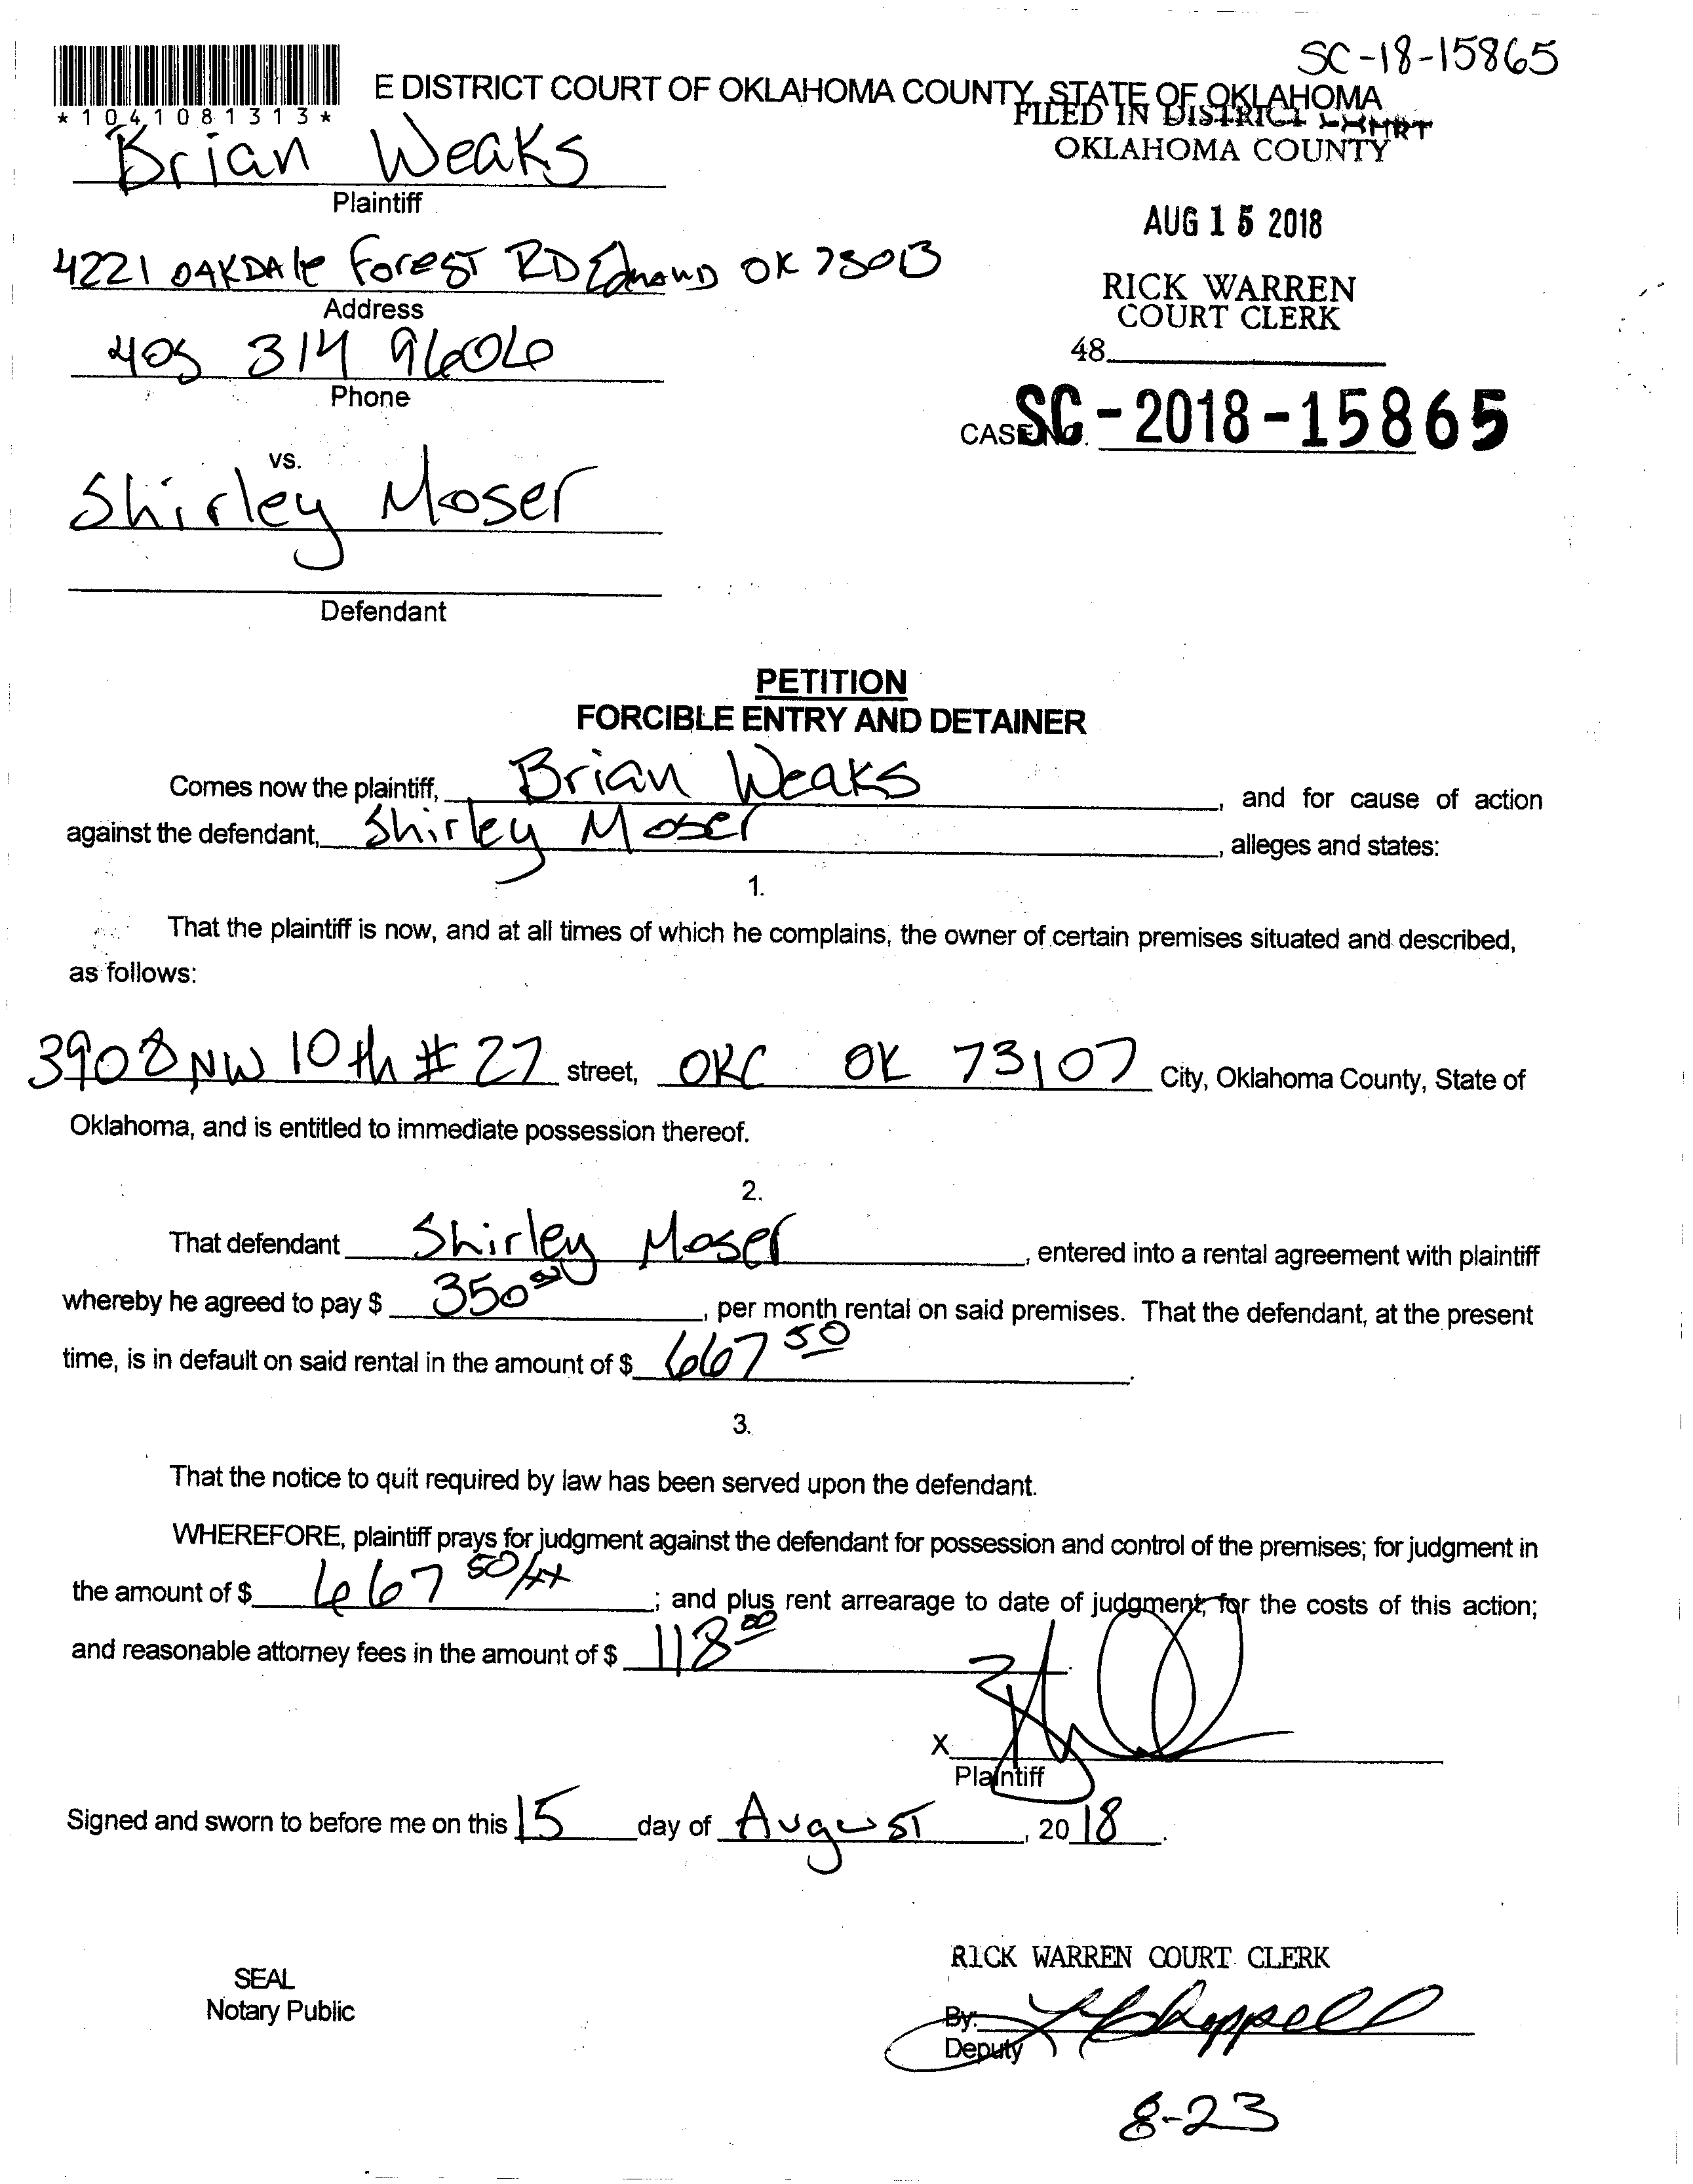 SC-18-15865
E DISTRICT COURT OF OKLAHOMA COUNTY, STATE OF OKLAHOMA
*1041081313*
FILED IN DISTRICT COURT
OKLAHOMA COUNTY
Brian Weaks
Plaintiff
AUG 15 2018
4221 OAKDAle Forest RD Edmond OK 73013
Address
RICK WARREN
COURT CLERK
405 314 9606
Phone
48
CASE NO. SC-2018-15865
vs.
Shirley Moser
Defendant
PETITION
FORCIBLE ENTRY AND DETAINER
Comes now the plaintiff, Brian Weaks, and for cause of action
against the defendant, Shirley Moser, alleges and states:
1.
That the plaintiff is now, and at all times of which he complains, the owner of certain premises situated and described,
as follows:
3908 NW 10th # 27 street, OKC OK 73107 City, Oklahoma County, State of
Oklahoma, and is entitled to immediate possession thereof.
2.
That defendant Shirley Moser, entered into a rental agreement with plaintiff
whereby he agreed to pay $ 350 00, per month rental on said premises. That the defendant, at the present
time, is in default on said rental in the amount of $ 667 50.
3.
That the notice to quit required by law has been served upon the defendant.
WHEREFORE, plaintiff prays for judgment against the defendant for possession and control of the premises; for judgment in
the amount of $ 667 50/xx; and plus rent arrearage to date of judgment; for the costs of this action;
and reasonable attorney fees in the amount of $ 118 00
X
Plaintiff
Signed and sworn to before me on this 15 day of August, 2018.
RICK WARREN COURT CLERK
SEAL
Notary Public
By:
Deputy
8-23